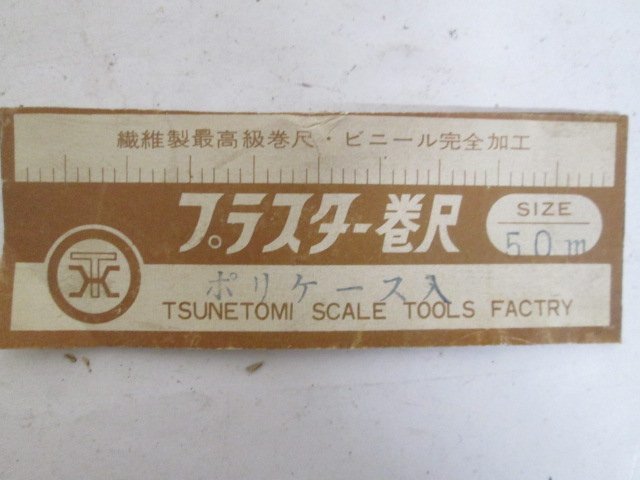 繊維製最高級巻尺・ビニール完全加工
プラスター巻尺
SIZE
50m
ポリケース入
TSUNETOMI SCALE TOOLS FACTRY